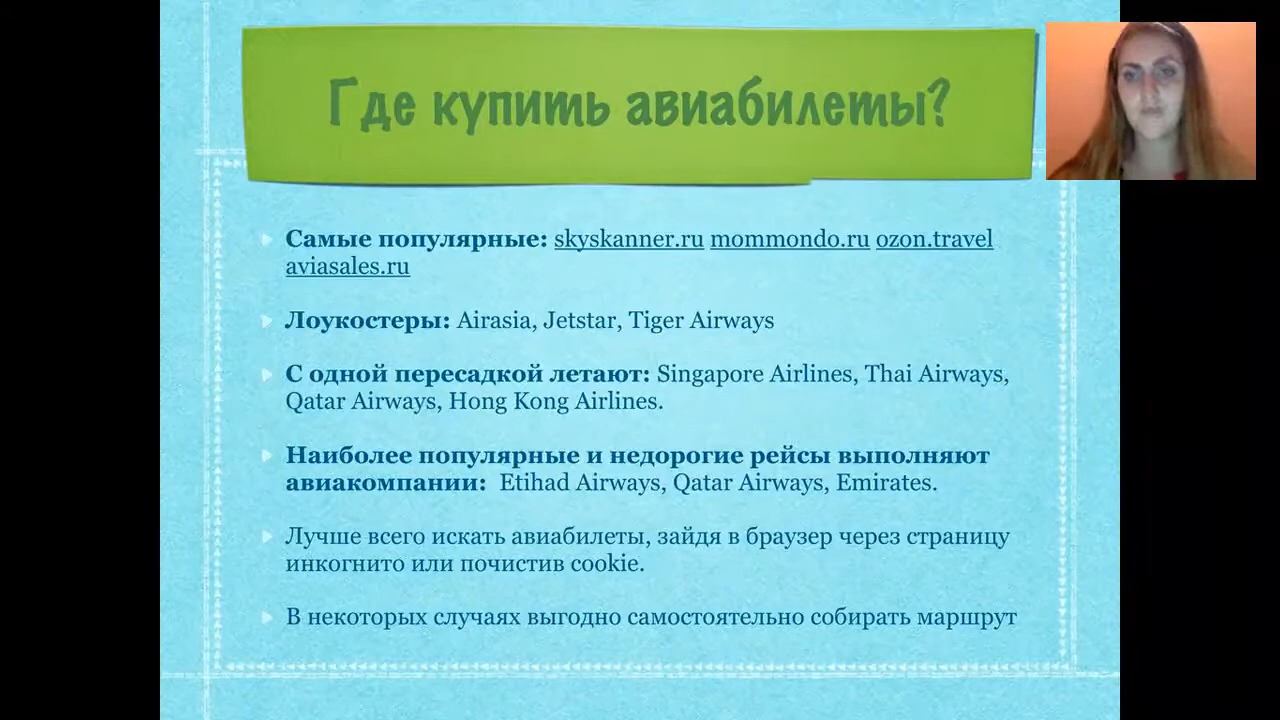 Где купить авиабилеты?
Самые популярные: skyskanner.ru mommondo.ru ozon.travel
aviasales.ru
Лоукостеры: Airasia, Jetstar, Tiger Airways
С одной пересадкой летают: Singapore Airlines, Thai Airways,
Qatar Airways, Hong Kong Airlines.
Наиболее популярные и недорогие рейсы выполняют
авиакомпании: Etihad Airways, Qatar Airways, Emirates.
Лучше всего искать авиабилеты, зайдя в браузер через страницу
инкогнито или почистив cookie.
В некоторых случаях выгодно самостоятельно собирать маршрут